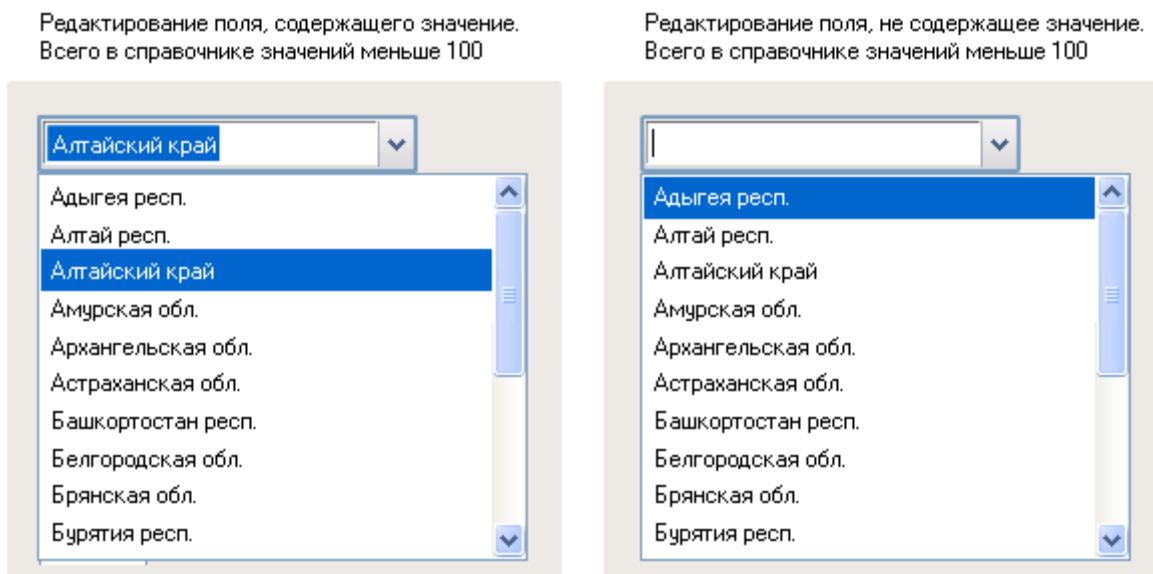 Редактирование поля, содержащего значение.
Всего в справочнике значений меньше 100
Алтайский край
Адыгея респ.
Алтай респ.
Алтайский край
Амурская обл.
Архангельская обл.
Астраханская обл.
Башкортостан респ.
Белгородская обл.
Брянская обл.
Бурятия респ.
Редактирование поля, не содержащее значение.
Всего в справочнике значений меньше 100
Адыгея респ.
Алтай респ.
Алтайский край
Амурская обл.
Архангельская обл.
Астраханская обл.
Башкортостан респ.
Белгородская обл.
Брянская обл.
Бурятия респ.